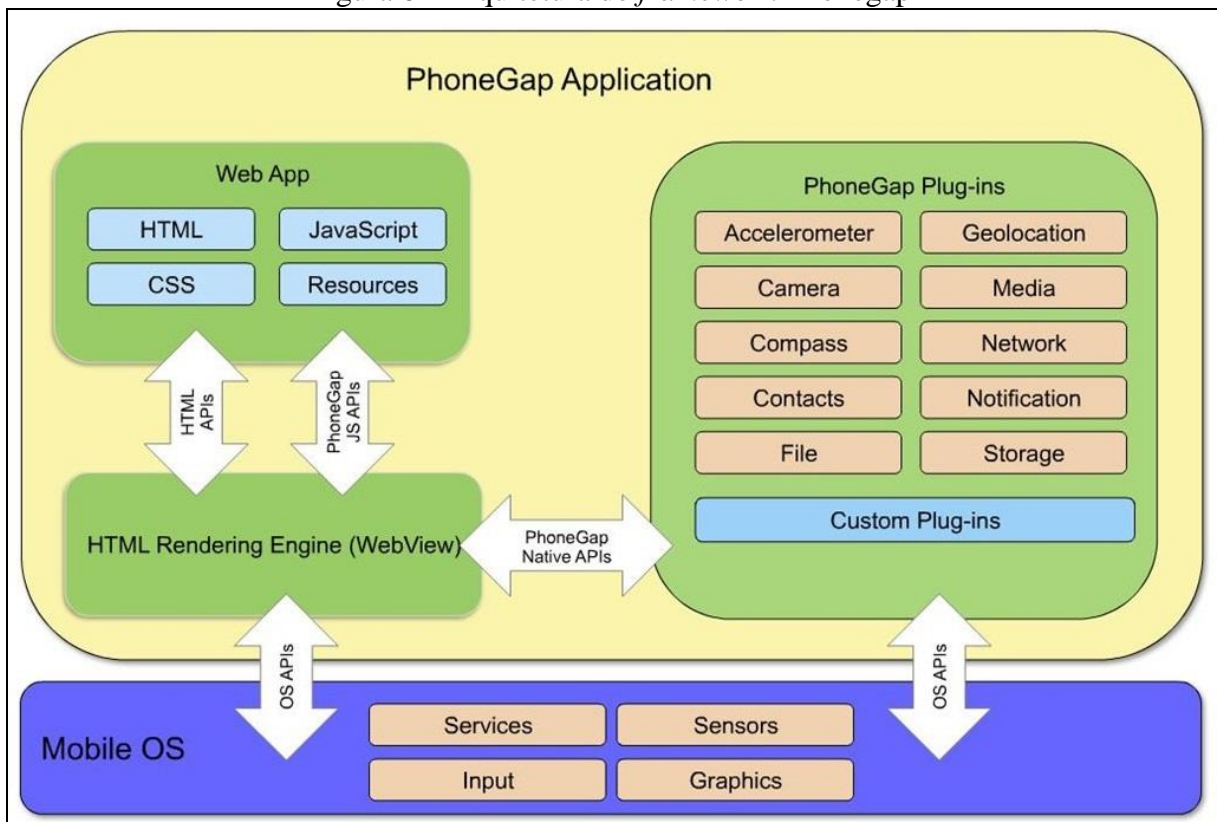 PhoneGap Application
Web App
HTML
JavaScript
CSS
Resources
HTML
APIs
PhoneGap
JS APIs
HTML Rendering Engine (WebView)
PhoneGap
Native APIs
PhoneGap Plug-ins
Accelerometer
Geolocation
Camera
Media
Compass
Network
Contacts
Notification
File
Storage
Custom Plug-ins
OS APIs
OS APIs
Mobile OS
Services
Sensors
Input
Graphics